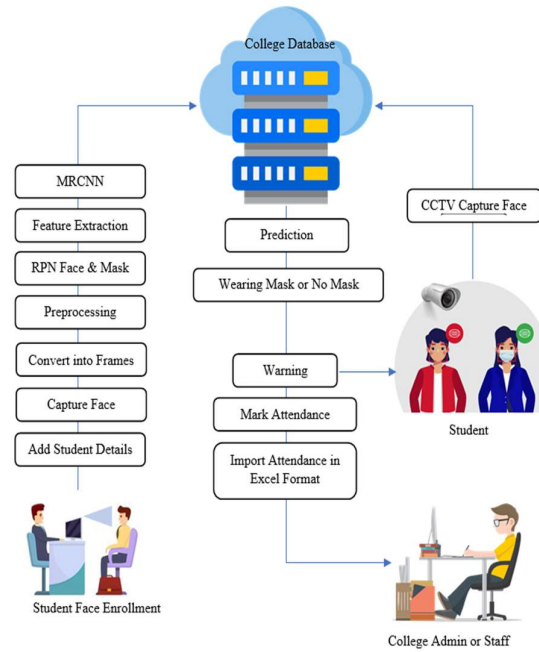 College Database
MRCNN
Feature Extraction
RPN Face & Mask
Preprocessing
Convert into Frames
Capture Face
Add Student Details
Student Face Enrollment
Prediction
Wearing Mask or No Mask
Warning
Mark Attendance
Import Attendance in
Excel Format
CCTV Capture Face
Student
College Admin or Staff